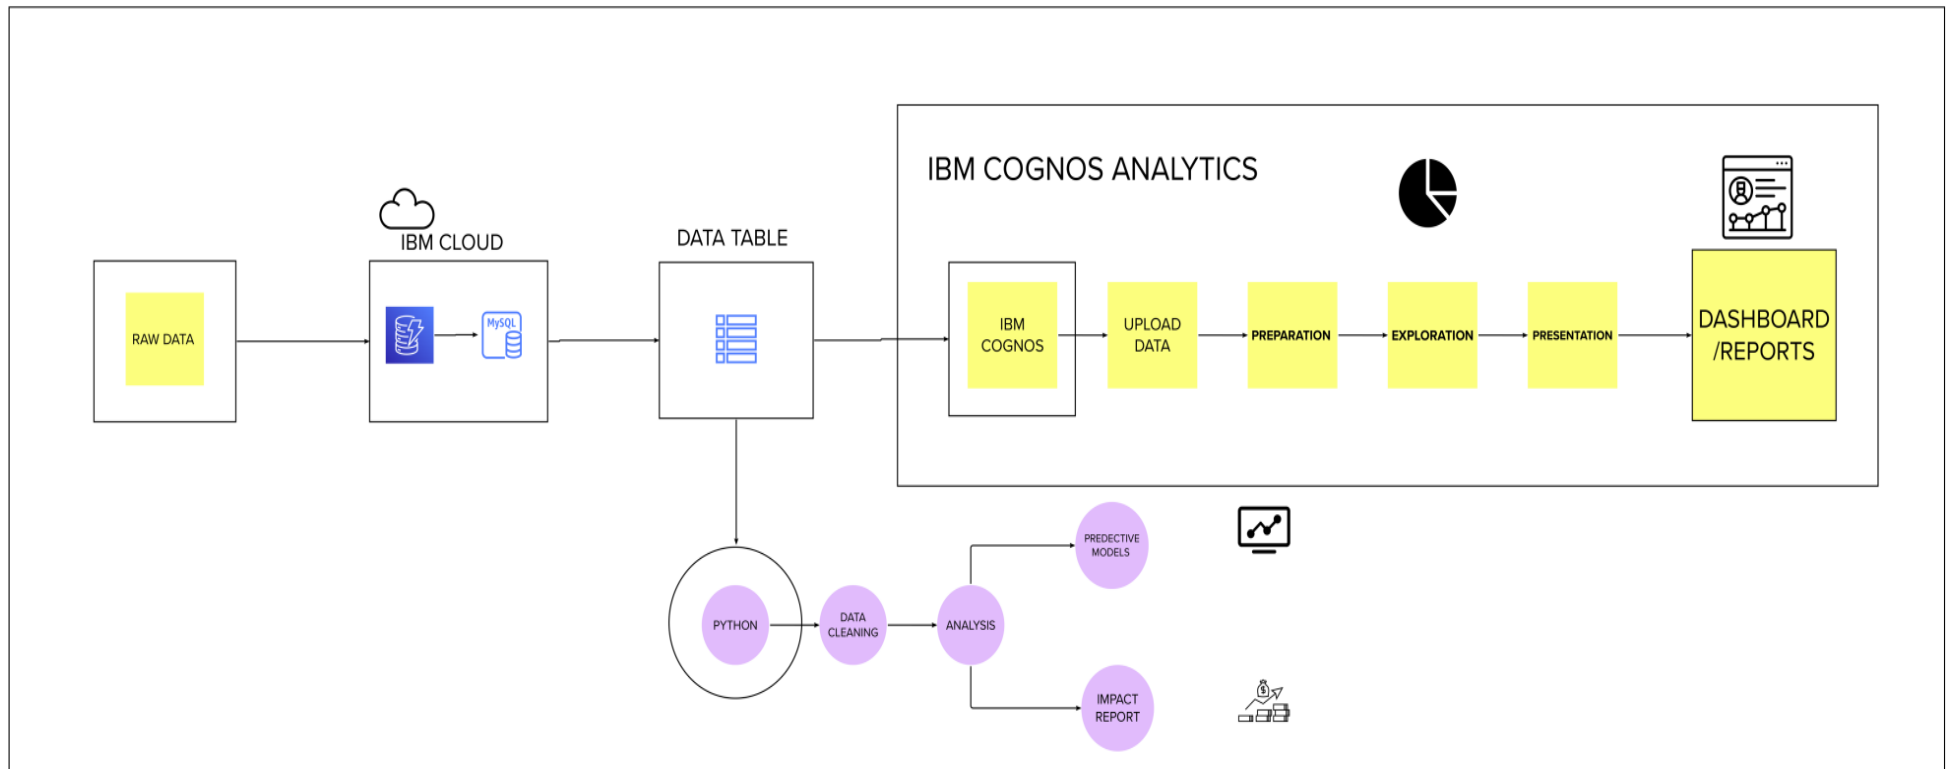 IBM COGNOS ANALYTICS
IBM CLOUD
DATA TABLE
RAW DATA
MySQL
IBM
COGNOS
UPLOAD
DATA
PREPARATION
EXPLORATION
PRESENTATION
DASHBOARD
/REPORTS
PREDECTIVE
MODELS
PYTHON
DATA
CLEANING
ANALYSIS
IMPACT
REPORT
$